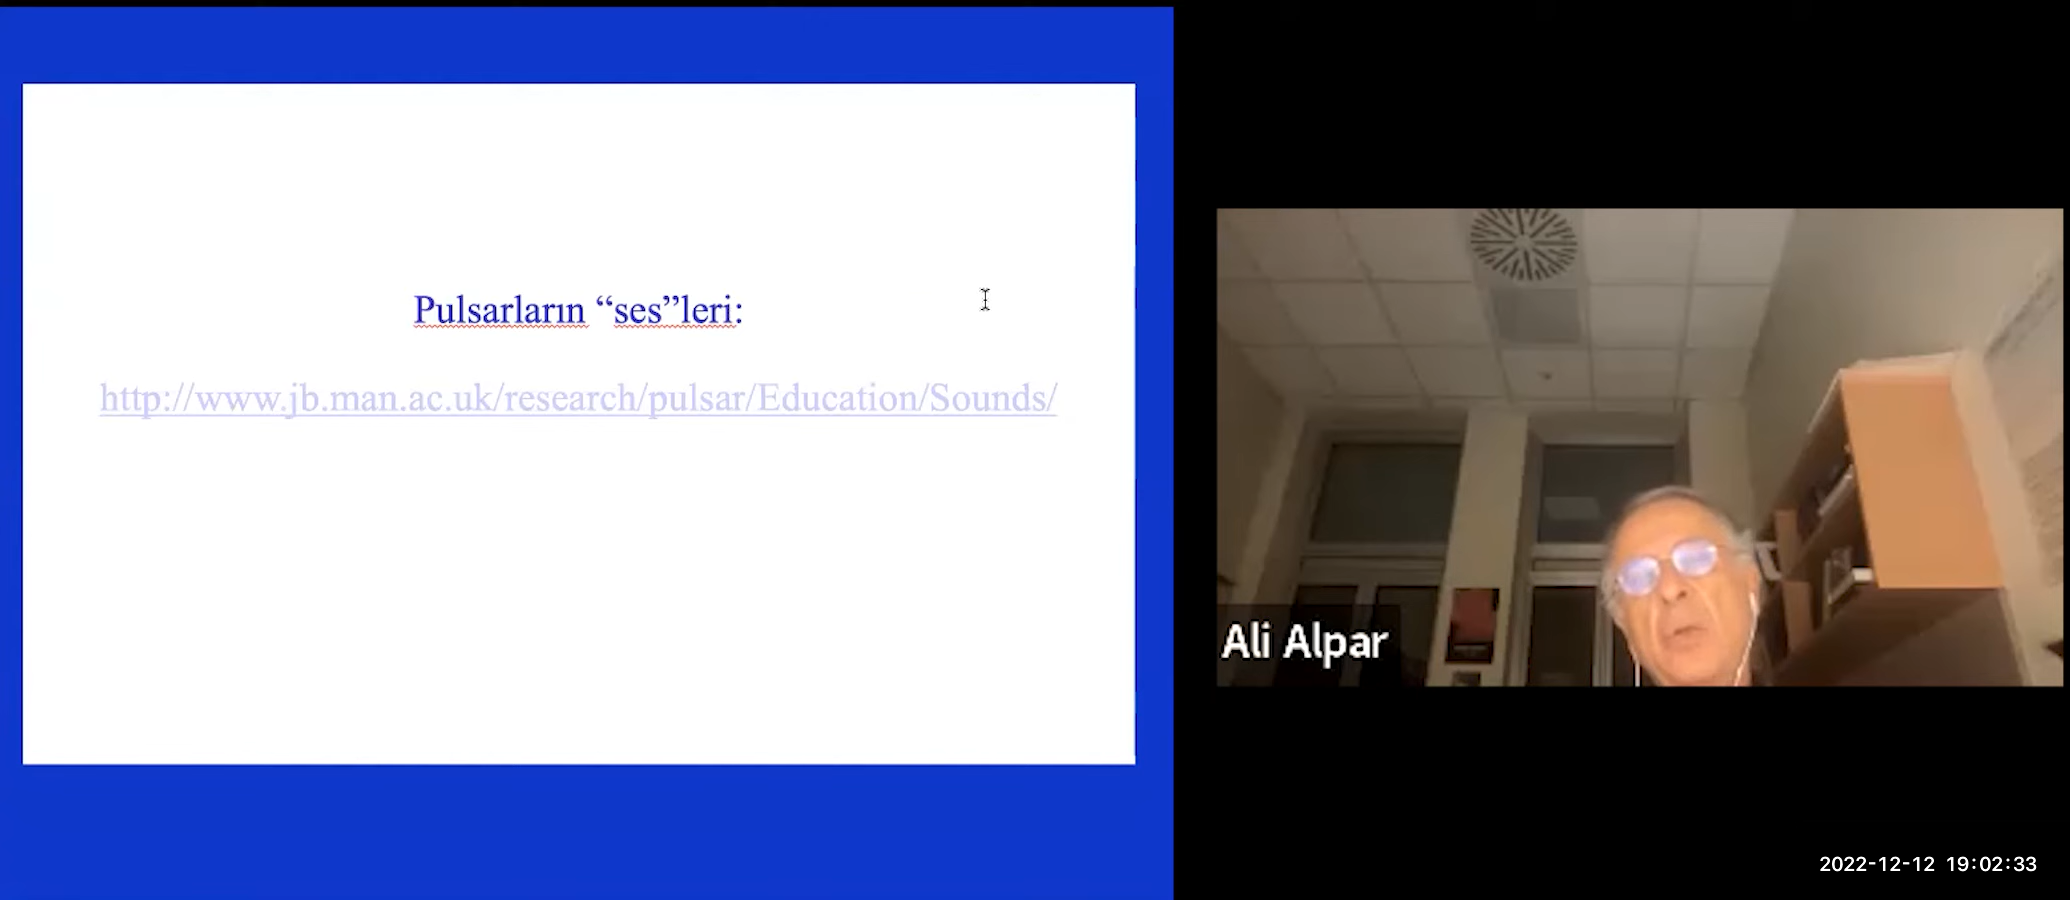 Pulsarların “ses”leri:
http://www.jb.man.ac.uk/research/pulsar/Education/Sounds/
Ali Alpar
2022-12-12 19:02:33